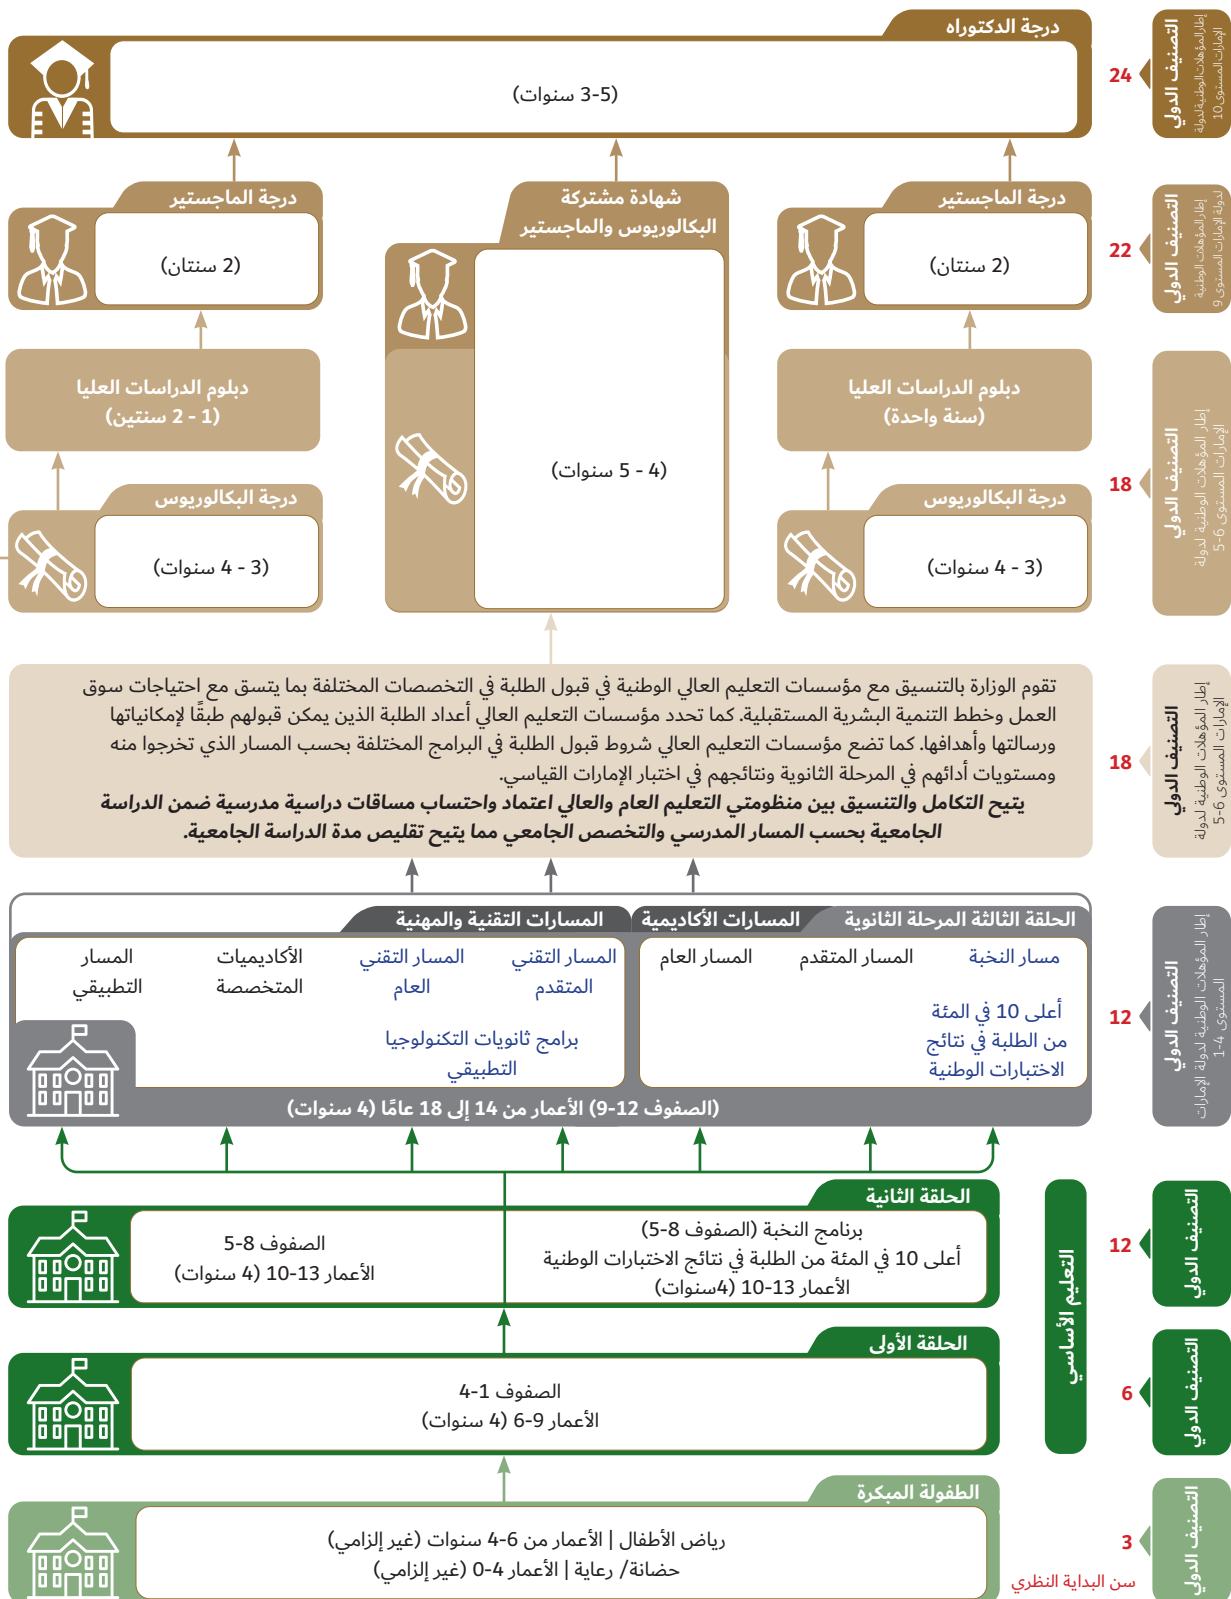 درجة الدكتوراه
(3-5 سنوات)
24
التصنيف الدولي
إطار المؤهلات الوطنية لدولة
الإمارات المستوى 10
درجة الماجستير
(2 سنتان)
شهادة مشتركة
البكالوريوس والماجستير
(4 - 5 سنوات)
درجة الماجستير
(2 سنتان)
22
التصنيف الدولي
إطار المؤهلات الوطنية
لدولة الإمارات المستوى 9
دبلوم الدراسات العليا
(سنة واحدة)
دبلوم الدراسات العليا
(1 - 2 سنتين)
درجة البكالوريوس
(3 - 4 سنوات)
درجة البكالوريوس
(3 - 4 سنوات)
18
التصنيف الدولي
إطار المؤهلات الوطنية لدولة
الإمارات المستوى 6-5
تقوم الوزارة بالتنسيق مع مؤسسات التعليم العالي الوطنية في قبول الطلبة في التخصصات المختلفة بما يتسق مع احتياجات سوق
العمل وخطط التنمية البشرية المستقبلية. كما تحدد مؤسسات التعليم العالي أعداد الطلبة الذين يمكن قبولهم طبقًا لإمكانياتها
ورسالتها وأهدافها. كما تضع مؤسسات التعليم العالي شروط قبول الطلبة في البرامج المختلفة بحسب المسار الذي تخرجوا منه
ومستويات أدائهم في المرحلة الثانوية ونتائجهم في اختبار الإمارات القياسي.
يتيح التكامل والتنسيق بين منظومتي التعليم العام والعالي اعتماد واحتساب مساقات دراسية مدرسية ضمن الدراسة
الجامعية بحسب المسار المدرسي والتخصص الجامعي مما يتيح تقليص مدة الدراسة الجامعية.
18
التصنيف الدولي
إطار المؤهلات الوطنية لدولة
الإمارات المستوى 6-5
الحلقة الثالثة المرحلة الثانوية
المسارات الأكاديمية
المسارات التقنية والمهنية
مسار النخبة
أعلى 10 في المئة
من الطلبة في نتائج
الاختبارات الوطنية
المسار المتقدم
المسار العام
المسار التقني
المتقدم
المسار التقني
العام
برامج ثانويات التكنولوجيا
التطبيقي
الأكاديميات
المتخصصة
المسار
التطبيقي
(الصفوف 12-9) الأعمار من 14 إلى 18 عامًا (4 سنوات)
12
التصنيف الدولي
إطار المؤهلات الوطنية لدولة الإمارات
المستوى 4-1
الحلقة الثانية
برنامج النخبة (الصفوف 8-5)
أعلى 10 في المئة من الطلبة في نتائج الاختبارات الوطنية
الأعمار 13-10 (4سنوات)
الصفوف 8-5
الأعمار 13-10 (4 سنوات)
التعليم الأساسي
12
التصنيف الدولي
الحلقة الأولى
الصفوف 1-4
الأعمار 9-6 (4 سنوات)
6
التصنيف الدولي
الطفولة المبكرة
رياض الأطفال | الأعمار من 6-4 سنوات (غير إلزامي)
حضانة/ رعاية | الأعمار 4-0 (غير إلزامي)
3
سن البداية النظري
التصنيف الدولي